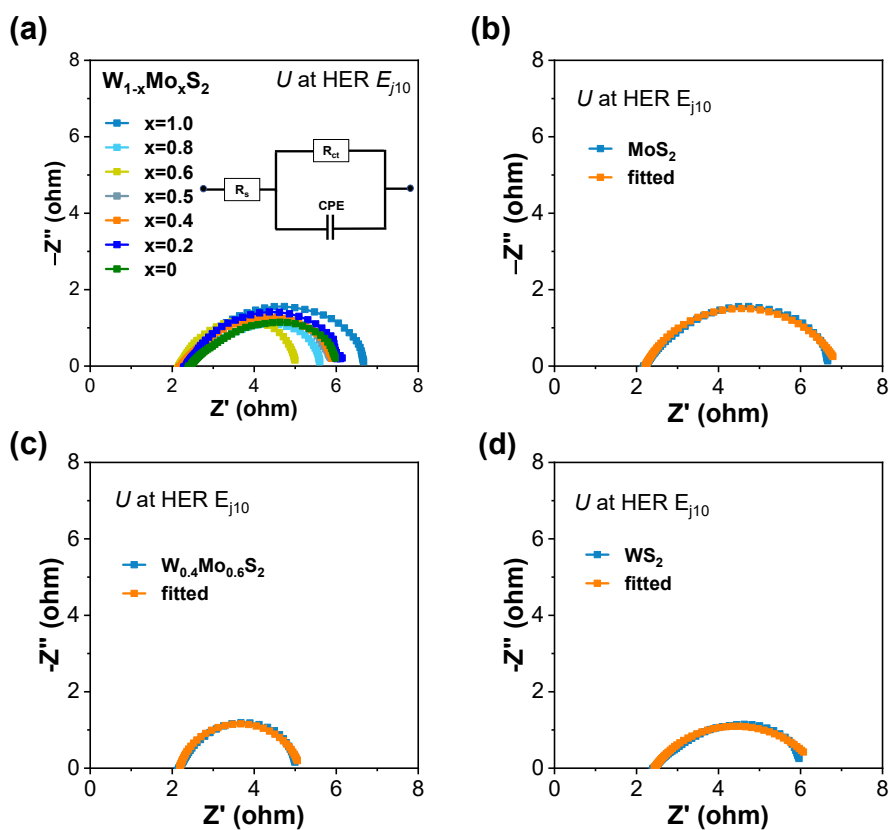 (a)
W1-xMoxS2
U at HER Ej10
x=1.0
x=0.8
x=0.6
x=0.5
x=0.4
x=0.2
x=0
Rs
Rct
CPE
–Z'' (ohm)
8
6
4
2
0
0 2 4 6 8
Z' (ohm)
(b)
U at HER Ej10
MoS2
fitted
–Z'' (ohm)
8
6
4
2
0
0 2 4 6 8
Z' (ohm)
(c)
U at HER Ej10
W0.4Mo0.6S2
fitted
-Z'' (ohm)
8
6
4
2
0
0 2 4 6 8
Z' (ohm)
(d)
U at HER Ej10
WS2
fitted
-Z'' (ohm)
8
6
4
2
0
0 2 4 6 8
Z' (ohm)